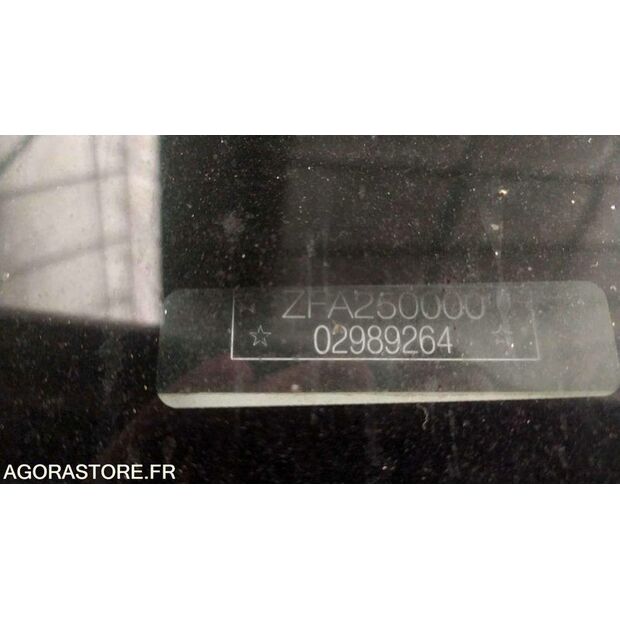 ZFA250000
☆ 02989264 ☆
AGORASTORE.FR